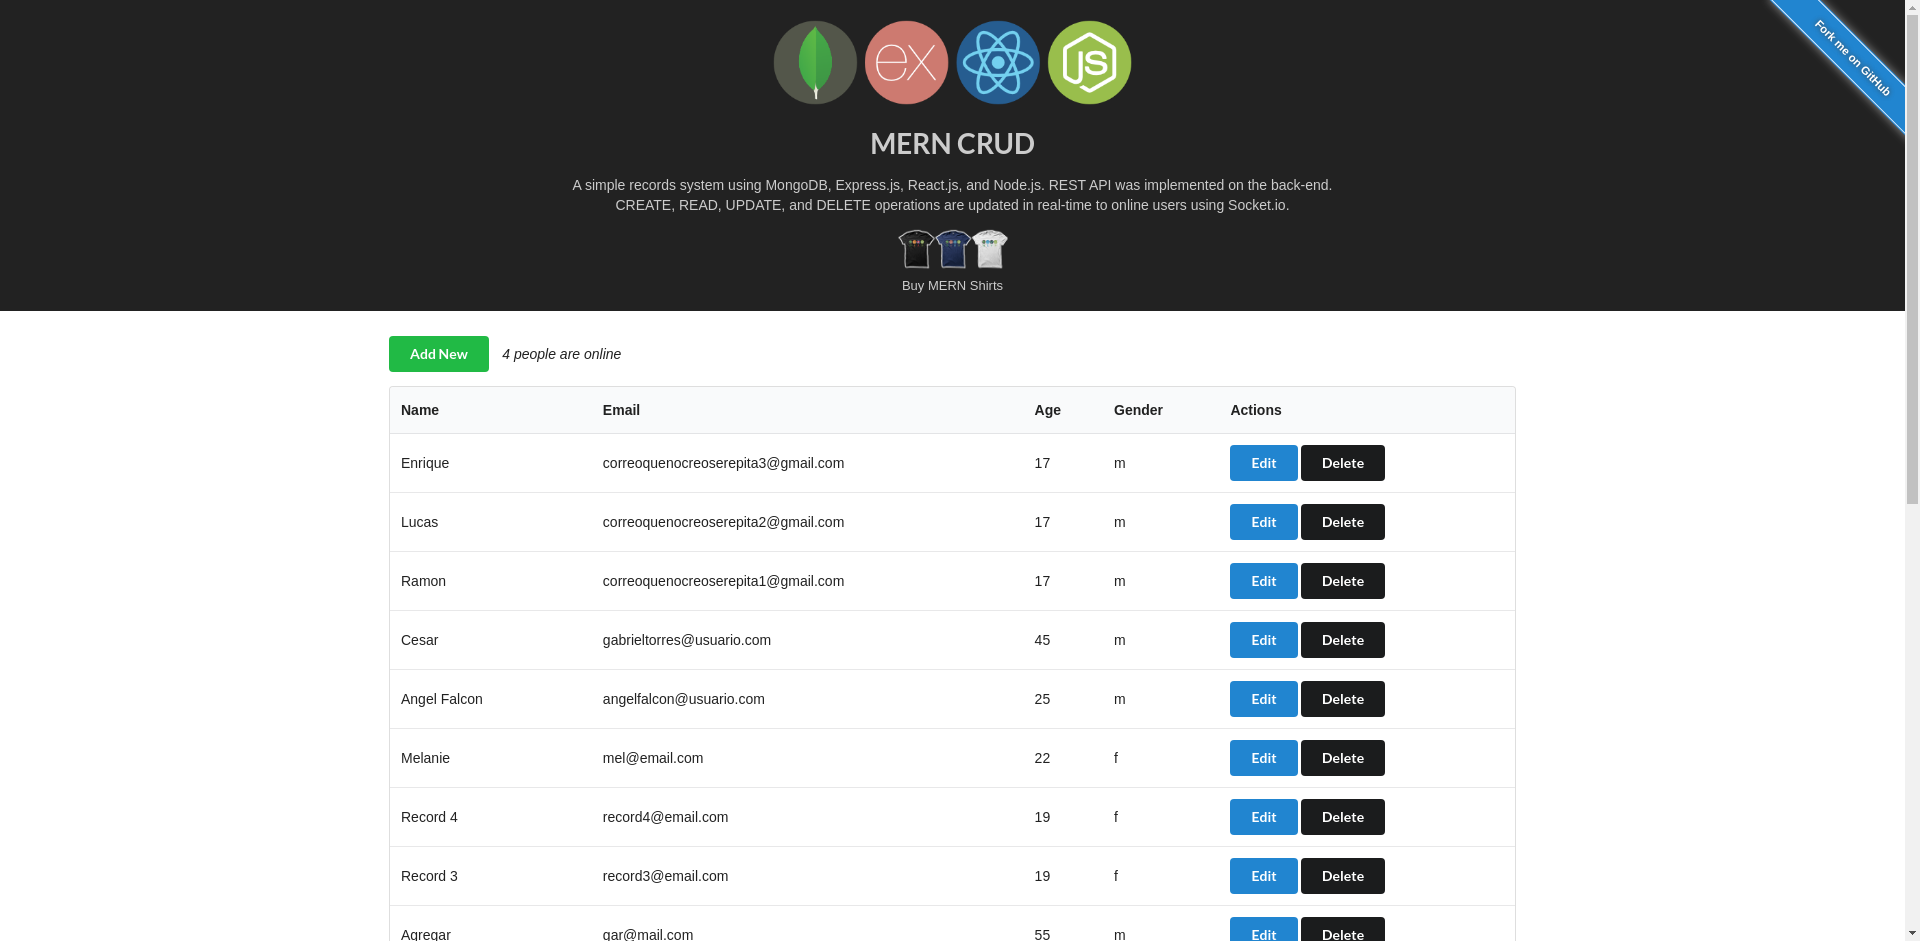 ex
JS
Fork me on GitHub
MERN CRUD
A simple records system using MongoDB, Express.js, React.js, and Node.js. REST API was implemented on the back-end.
CREATE, READ, UPDATE, and DELETE operations are updated in real-time to online users using Socket.io.
Buy MERN Shirts
Add New 4 people are online
Name Email Age Gender Actions
Enrique correoquenocreoserepita3@gmail.com 17 m Edit Delete
Lucas correoquenocreoserepita2@gmail.com 17 m Edit Delete
Ramon correoquenocreoserepita1@gmail.com 17 m Edit Delete
Cesar gabrieltorres@usuario.com 45 m Edit Delete
Angel Falcon angelfalcon@usuario.com 25 m Edit Delete
Melanie mel@email.com 22 f Edit Delete
Record 4 record4@email.com 19 f Edit Delete
Record 3 record3@email.com 19 f Edit Delete
Agregar gar@mail.com 55 m Edit Delete